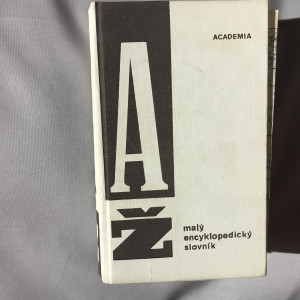 ACADEMIA
A
Ž
malý
encyklopedický
slovník